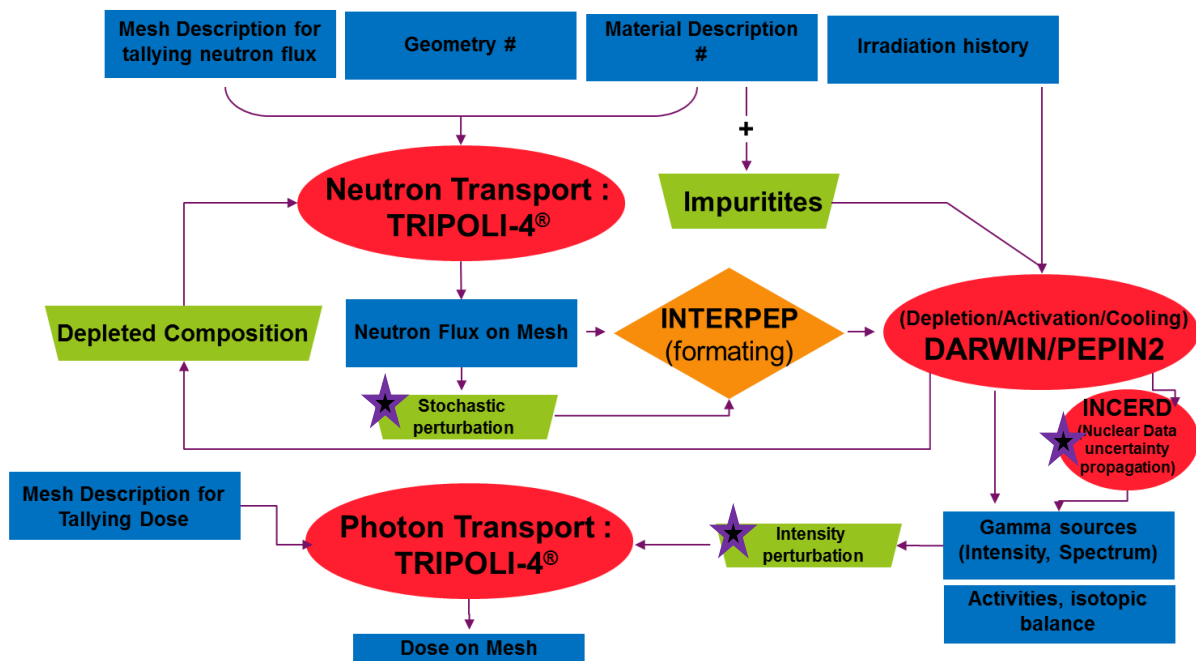 Mesh Description for
tallying neutron flux
Geometry #
Material Description
#
Irradiation history
+
Neutron Transport :
TRIPOLI-4®
Impuritites
Depleted Composition
Neutron Flux on Mesh
INTERPEP
(formating)
(Depletion/Activation/Cooling)
DARWIN/PEPIN2
Stochastic
perturbation
INCERD
(Nuclear Data
uncertainty
propagation)
Mesh Description for
Tallying Dose
Photon Transport :
TRIPOLI-4®
Intensity
perturbation
Gamma sources
(Intensity, Spectrum)
Activities, isotopic
balance
Dose on Mesh